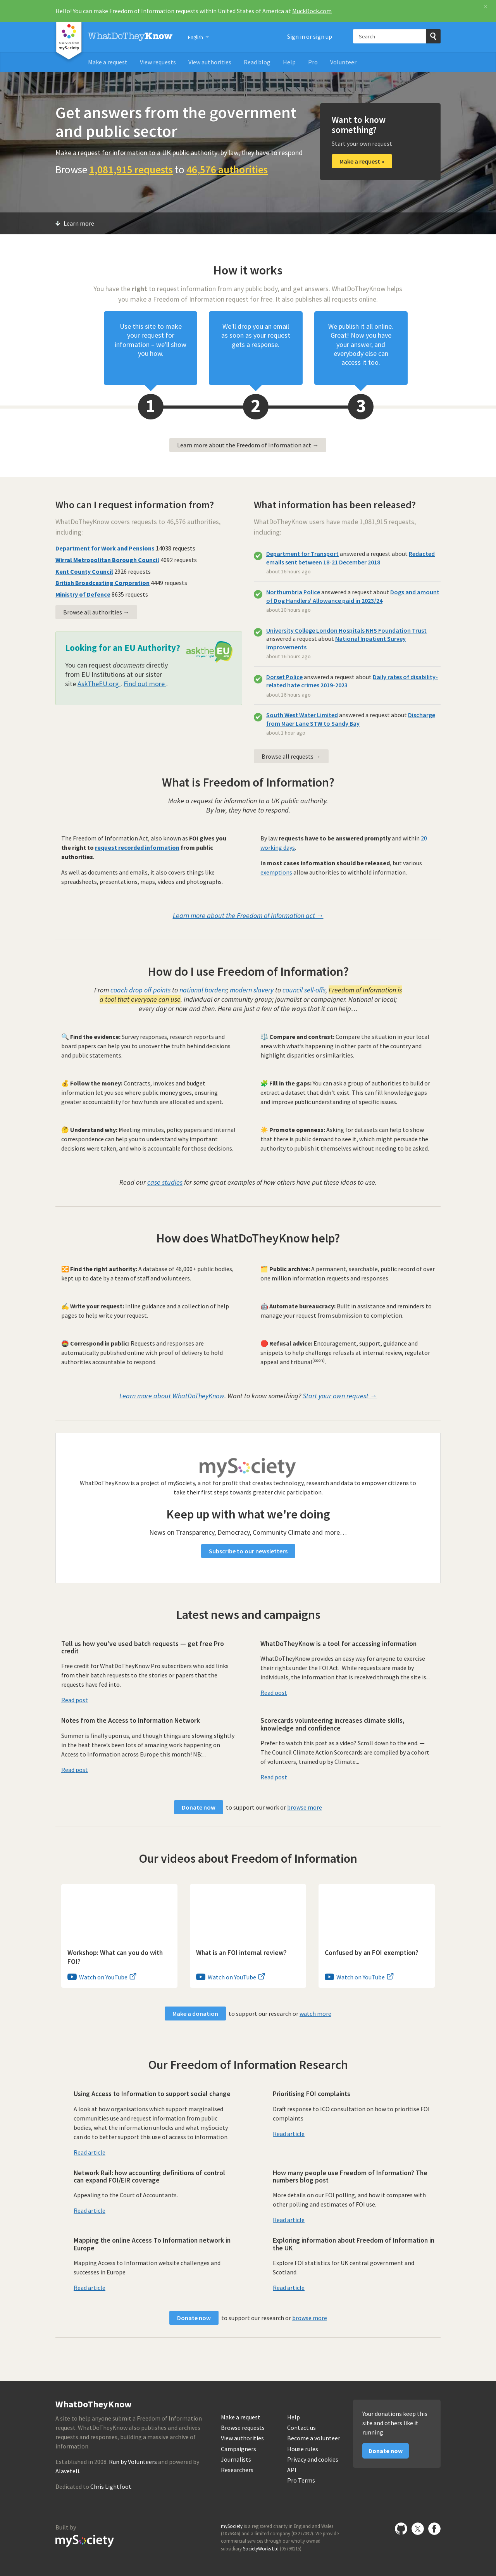 Hello! You can make Freedom of Information requests within United States of America at MuckRock.com
×
A service from
mySociety
WhatDoTheyKnow
English
Sign in or sign up
Search
Make a request
View requests
View authorities
Read blog
Help
Pro
Volunteer
Get answers from the government
and public sector
Make a request for information to a UK public authority: by law, they have to respond
Browse 1,081,915 requests to 46,576 authorities
Want to know
something?
Start your own request
Make a request »
Learn more
How it works
You have the right to request information from any public body, and get answers. WhatDoTheyKnow helps
you make a Freedom of Information request for free. It also publishes all requests online.
Use this site to make
your request for
information – we'll show
you how.
We'll drop you an email
as soon as your request
gets a response.
We publish it all online.
Great! Now you have
your answer, and
everybody else can
access it too.
1
2
3
Learn more about the Freedom of Information act →
Who can I request information from?
WhatDoTheyKnow covers requests to 46,576 authorities,
including:
Department for Work and Pensions 14038 requests
Wirral Metropolitan Borough Council 4092 requests
Kent County Council 2926 requests
British Broadcasting Corporation 4449 requests
Ministry of Defence 8635 requests
Browse all authorities →
Looking for an EU Authority?
You can request documents directly
from EU Institutions at our sister
site AskTheEU.org. Find out more.
asktheEU
What information has been released?
WhatDoTheyKnow users have made 1,081,915 requests,
including:
Department for Transport answered a request about Redacted
emails sent between 18-21 December 2018
about 16 hours ago
Northumbria Police answered a request about Dogs and amount
of Dog Handlers' Allowance paid in 2023/24
about 10 hours ago
University College London Hospitals NHS Foundation Trust
answered a request about National Inpatient Survey
Improvements
about 16 hours ago
Dorset Police answered a request about Daily rates of disability-
related hate crimes 2019-2023
about 16 hours ago
South West Water Limited answered a request about Discharge
from Maer Lane STW to Sandy Bay
about 1 hour ago
Browse all requests →
What is Freedom of Information?
Make a request for information to a UK public authority.
By law, they have to respond.
The Freedom of Information Act, also known as FOI gives you
the right to request recorded information from public
authorities.
As well as documents and emails, it also covers things like
spreadsheets, presentations, maps, videos and photographs.
By law requests have to be answered promptly and within 20
working days.
In most cases information should be released, but various
exemptions allow authorities to withhold information.
Learn more about the Freedom of Information act →
How do I use Freedom of Information?
From coach drop off points to national borders; modern slavery to council sell-offs, Freedom of Information is
a tool that everyone can use. Individual or community group; journalist or campaigner. National or local;
every day or now and then. Here are just a few of the ways that it can help…
🔍 Find the evidence: Survey responses, research reports and
board papers can help you to uncover the truth behind decisions
and public statements.
⚖️ Compare and contrast: Compare the situation in your local
area with what's happening in other parts of the country and
highlight disparities or similarities.
💰 Follow the money: Contracts, invoices and budget
information let you see where public money goes, ensuring
greater accountability for how funds are allocated and spent.
🧩 Fill in the gaps: You can ask a group of authorities to build or
extract a dataset that didn't exist. This can fill knowledge gaps
and improve public understanding of specific issues.
🤔 Understand why: Meeting minutes, policy papers and internal
correspondence can help you to understand why important
decisions were taken, and who is accountable for those decisions.
☀️ Promote openness: Asking for datasets can help to show
that there is public demand to see it, which might persuade the
authority to publish it themselves without needing to be asked.
Read our case studies for some great examples of how others have put these ideas to use.
How does WhatDoTheyKnow help?
🔀 Find the right authority: A database of 46,000+ public bodies,
kept up to date by a team of staff and volunteers.
🗂️ Public archive: A permanent, searchable, public record of over
one million information requests and responses.
✍️ Write your request: Inline guidance and a collection of help
pages to help write your request.
🤖 Automate bureaucracy: Built in assistance and reminders to
manage your request from submission to completion.
Correspond in public: Requests and responses are
automatically published online with proof of delivery to hold
authorities accountable to respond.
🛑 Refusal advice: Encouragement, support, guidance and
snippets to help challenge refusals at internal review, regulator
appeal and tribunal(soon!).
Learn more about WhatDoTheyKnow. Want to know something? Start your own request →
mySociety
WhatDoTheyKnow is a project of mySociety, a not for profit that creates technology, research and data to empower citizens to
take their first steps towards greater civic participation.
Keep up with what we're doing
News on Transparency, Democracy, Community Climate and more…
Subscribe to our newsletters
Latest news and campaigns
Tell us how you've used batch requests — get free Pro
credit
Free credit for WhatDoTheyKnow Pro subscribers who add links
from their batch requests to the stories or papers that the
requests have fed into.
Read post
WhatDoTheyKnow is a tool for accessing information
WhatDoTheyKnow provides an easy way for anyone to exercise
their rights under the FOI Act. While requests are made by
individuals, the information that is received through the site is...
Read post
Notes from the Access to Information Network
Summer is finally upon us, and though things are slowing slightly
in the heat there's been lots of amazing work happening on
Access to Information across Europe this month! NB:...
Read post
Scorecards volunteering increases climate skills,
knowledge and confidence
Prefer to watch this post as a video? Scroll down to the end. —
The Council Climate Action Scorecards are compiled by a cohort
of volunteers, trained up by Climate...
Read post
Donate now to support our work or browse more
Our videos about Freedom of Information
Workshop: What can you do with
FOI?
Watch on YouTube
What is an FOI internal review?
Watch on YouTube
Confused by an FOI exemption?
Watch on YouTube
Make a donation to support our research or watch more
Our Freedom of Information Research
Using Access to Information to support social change
A look at how organisations which support marginalised
communities use and request information from public
bodies, what the information unlocks and what mySociety
can do to better support this use of access to information.
Read article
Prioritising FOI complaints
Draft response to ICO consultation on how to prioritise FOI
complaints.
Read article
Network Rail: how accounting definitions of control
can expand FOI/EIR coverage
Appealing to the Court of Accountants.
Read article
How many people use Freedom of Information? The
numbers blog post
More details on our FOI polling, and how it compares with
other polling and estimates of FOI use.
Read article
Mapping the online Access To Information network in
Europe
Mapping Access to Information website challenges and
successes in Europe
Read article
Exploring information about Freedom of Information in
the UK
Explore FOI statistics for UK central government and
Scotland.
Read article
Donate now to support our research or browse more
WhatDoTheyKnow
A site to help anyone submit a Freedom of Information
request. WhatDoTheyKnow also publishes and archives
requests and responses, building a massive archive of
information.
Established in 2008. Run by Volunteers and powered by
Alaveteli.
Dedicated to Chris Lightfoot.
Make a request
Browse requests
View authorities
Campaigners
Journalists
Researchers
Help
Contact us
Become a volunteer
House rules
Privacy and cookies
API
Pro Terms
Your donations keep this
site and others like it
running
Donate now
Built by
mySociety
mySociety is a registered charity in England and Wales
(1076346) and a limited company (03277032). We provide
commercial services through our wholly owned
subsidiary SocietyWorks Ltd (05798215).